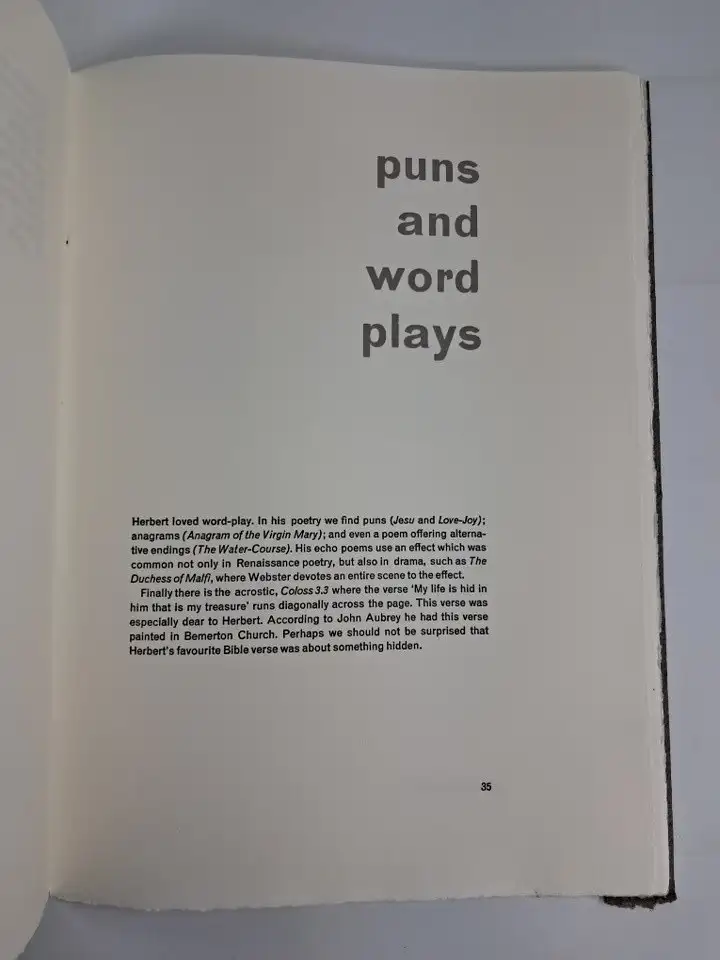 puns
and
word
plays
Herbert loved word-play. In his poetry we find puns (Jesu and Love-Joy);
anagrams (Anagram of the Virgin Mary); and even a poem offering alterna-
tive endings (The Water-Course). His echo poems use an effect which was
common not only in Renaissance poetry, but also in drama, such as The
Duchess of Malfi, where Webster devotes an entire scene to the effect.
Finally there is the acrostic, Coloss 3.3 where the verse ‘My life is hid in
him that is my treasure’ runs diagonally across the page. This verse was
especially dear to Herbert. According to John Aubrey he had this verse
painted in Bemerton Church. Perhaps we should not be surprised that
Herbert's favourite Bible verse was about something hidden.
35